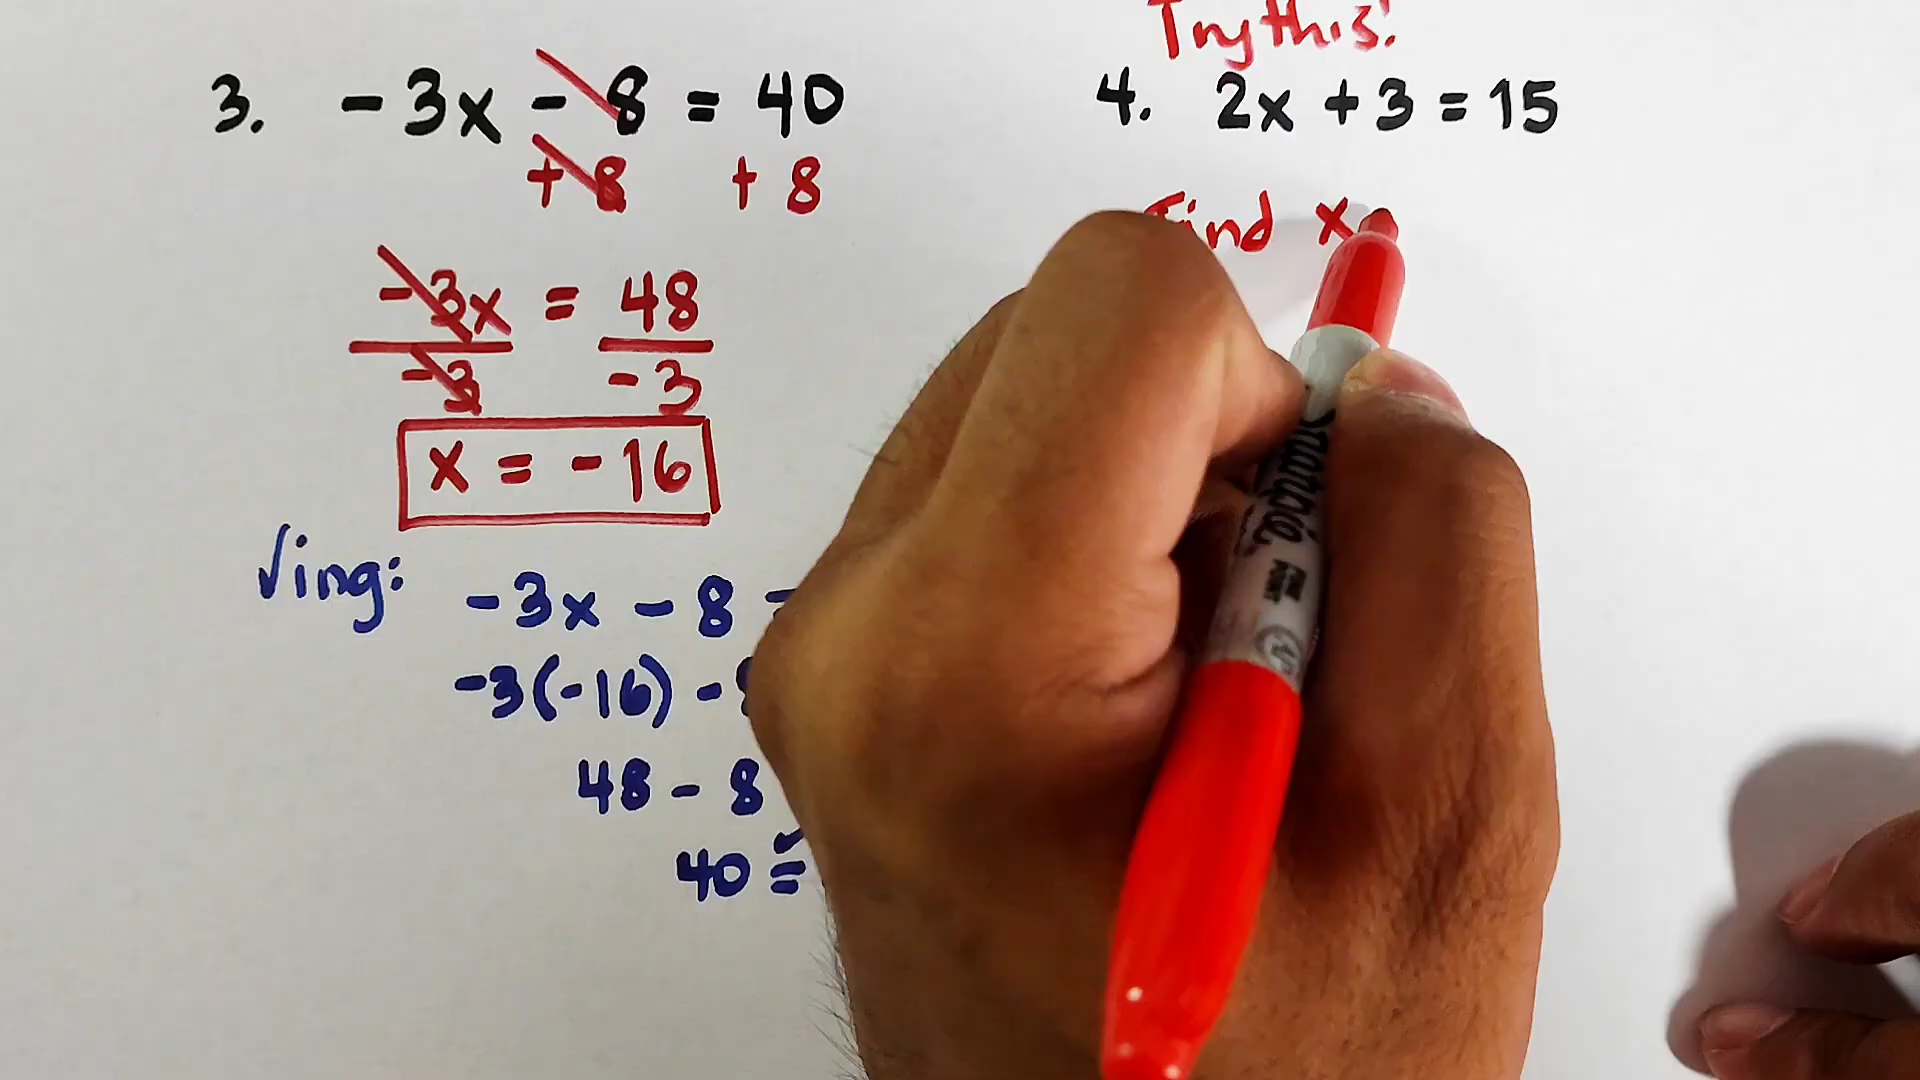 3. -3x - 8 = 40
+ 8 + 8
-3x = 48
-3 -3
x = -16
√ing:
-3x - 8
-3(-16) -
48 - 8
40 =
Try this!
4. 2x + 3 = 15
Find x
Sharpie